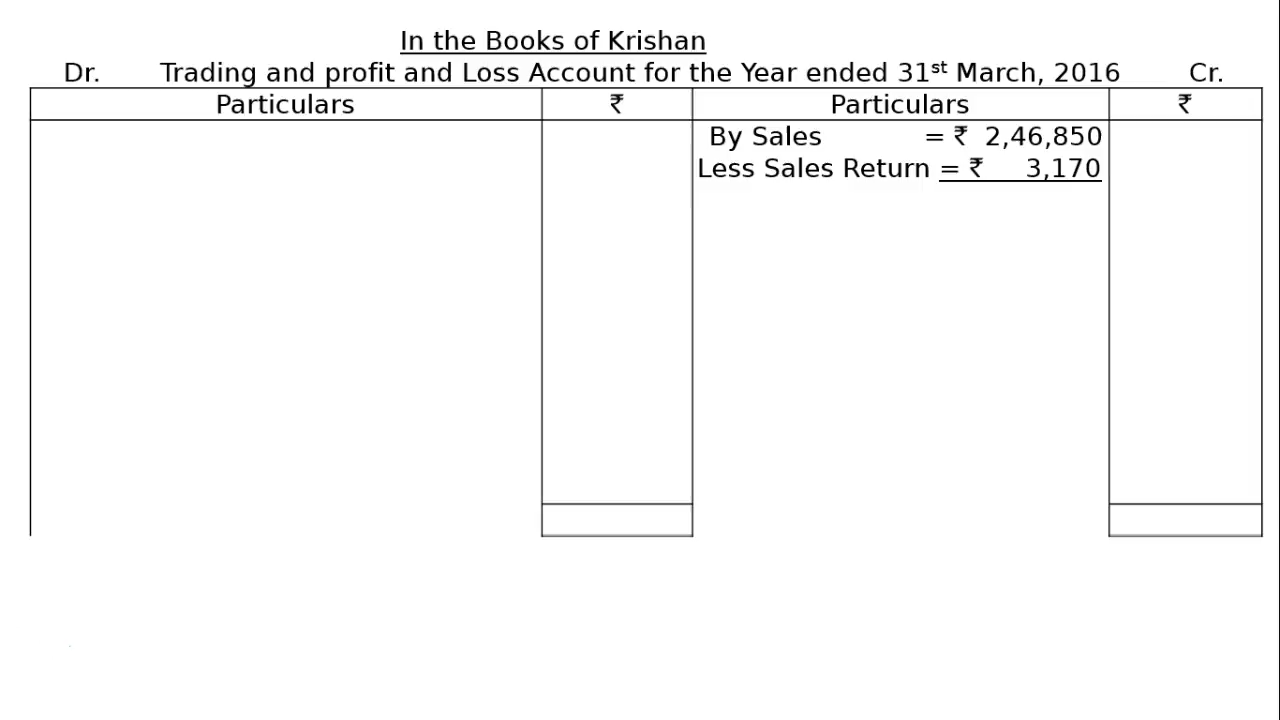 In the Books of Krishan
Dr. Trading and profit and Loss Account for the Year ended 31st March, 2016 Cr.
Particulars ₹ Particulars ₹
By Sales = ₹ 2,46,850
Less Sales Return = ₹ 3,170